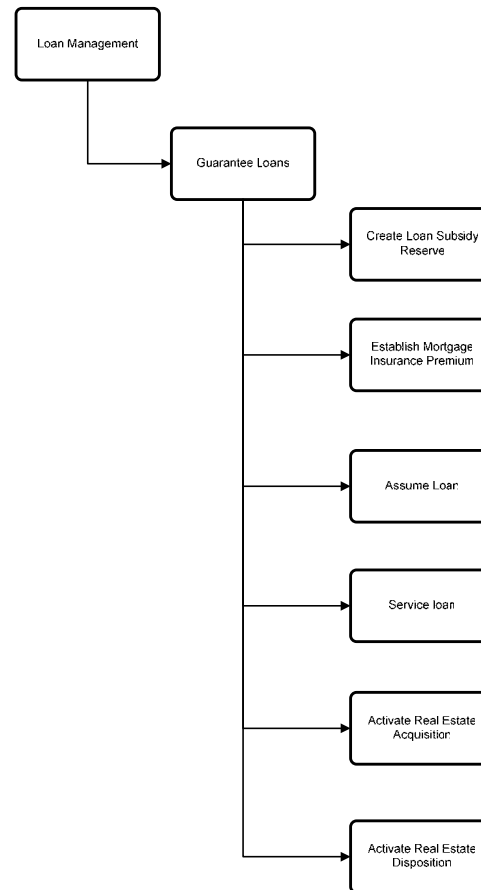 Loan Management
Guarantee Loans
Create Loan Subsidy
Reserve
Establish Mortgage
Insurance Premium
Assume Loan
Service loan
Activate Real Estate
Acquisition
Activate Real Estate
Disposition